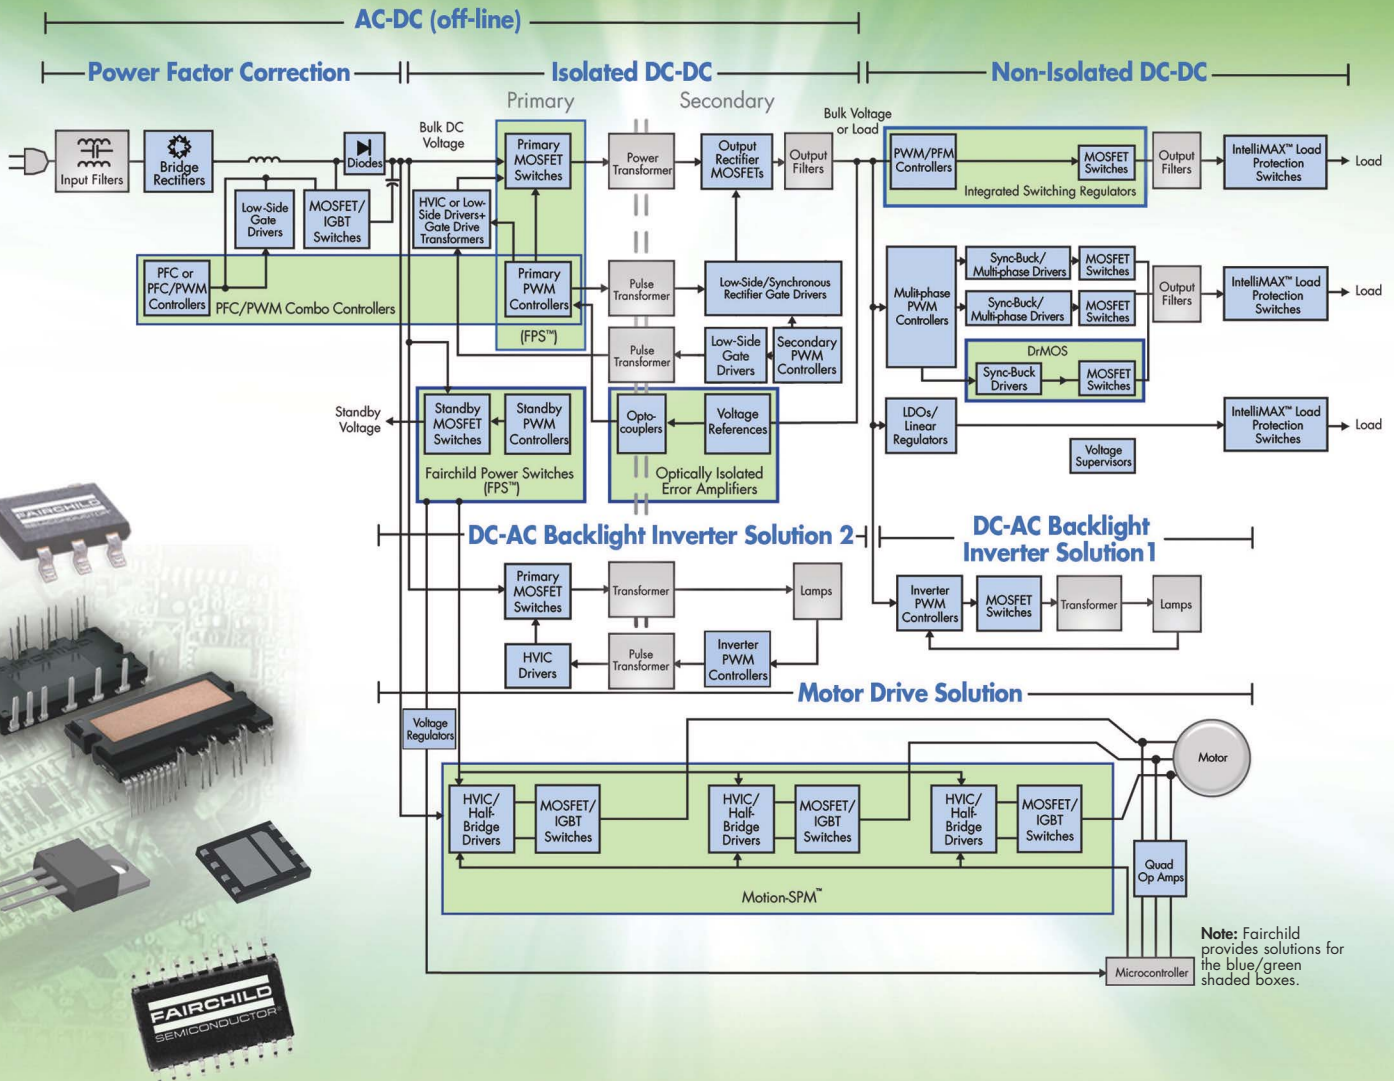 AC-DC (off-line)
Power Factor Correction
Isolated DC-DC
Non-Isolated DC-DC
Primary
Secondary
Bulk DC
Voltage
Bulk Voltage
or Load
Input Filters
Bridge
Rectifiers
Diodes
Low-Side
Gate
Drivers
MOSFET/
IGBT
Switches
PFC or
PFC/PWM
Controllers
PFC/PWM Combo Controllers
HVIC or Low-
Side Drivers+
Gate Drive
Transformers
Primary
MOSFET
Switches
Primary
PWM
Controllers
(FPS™)
Power
Transformer
Pulse
Transformer
Pulse
Transformer
Output
Rectifier
MOSFETs
Output
Filters
Low-Side/Synchronous
Rectifier Gate Drivers
Low-Side
Gate
Drivers
Secondary
PWM
Controllers
Standby
Voltage
Standby
MOSFET
Switches
Standby
PWM
Controllers
Fairchild Power Switches
(FPS™)
Opto-
couplers
Voltage
References
Optically Isolated
Error Amplifiers
PWM/PFM
Controllers
MOSFET
Switches
Integrated Switching Regulators
Output
Filters
IntelliMAX™ Load
Protection
Switches
Load
Mulit-phase
PWM
Controllers
Sync-Buck/
Multi-phase Drivers
MOSFET
Switches
Sync-Buck/
Multi-phase Drivers
MOSFET
Switches
DrMOS
Sync-Buck
Drivers
MOSFET
Switches
Output
Filters
IntelliMAX™ Load
Protection
Switches
Load
LDOs/
Linear
Regulators
Voltage
Supervisors
IntelliMAX™ Load
Protection
Switches
Load
DC-AC Backlight Inverter Solution 2
Primary
MOSFET
Switches
Transformer
Lamps
HVIC
Drivers
Pulse
Transformer
Inverter
PWM
Controllers
DC-AC Backlight
Inverter Solution1
Inverter
PWM
Controllers
MOSFET
Switches
Transformer
Lamps
Motor Drive Solution
Voltage
Regulators
HVIC/
Half-
Bridge
Drivers
MOSFET/
IGBT
Switches
HVIC/
Half-
Bridge
Drivers
MOSFET/
IGBT
Switches
HVIC/
Half-
Bridge
Drivers
MOSFET/
IGBT
Switches
Motion-SPM™
Motor
Quad
Op Amps
Microcontroller
Note: Fairchild
provides solutions for
the blue/green
shaded boxes.
FAIRCHILD
SEMICONDUCTOR
FAIRCHILD
FAIRCHILD
SEMICONDUCTOR®